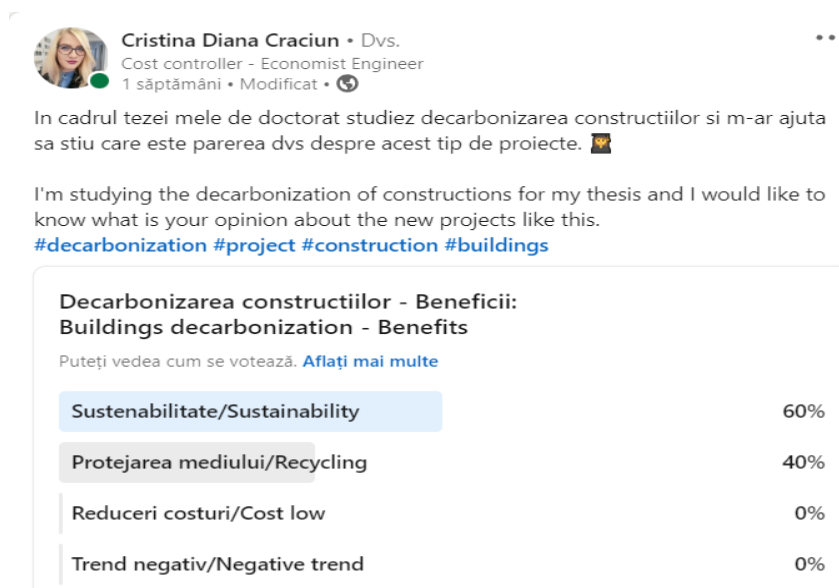 Cristina Diana Craciun • Dvs.
Cost controller - Economist Engineer
1 săptămâni • Modificat •
In cadrul tezei mele de doctorat studiez decarbonizarea constructiilor si m-ar ajuta
sa stiu care este parerea dvs despre acest tip de proiecte.
I'm studying the decarbonization of constructions for my thesis and I would like to
know what is your opinion about the new projects like this.
#decarbonization #project #construction #buildings
Decarbonizarea constructiilor - Beneficii:
Buildings decarbonization - Benefits
Puteți vedea cum se votează. Aflați mai multe
Sustenabilitate/Sustainability 60%
Protejarea mediului/Recycling 40%
Reduceri costuri/Cost low 0%
Trend negativ/Negative trend 0%